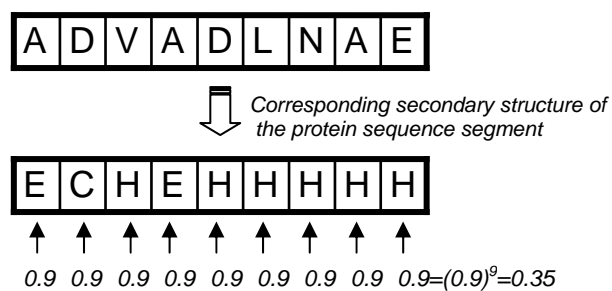 A D V A D L N A E
Corresponding secondary structure of
the protein sequence segment
E C H E H H H H H
0.9 0.9 0.9 0.9 0.9 0.9 0.9 0.9 0.9=(0.9)⁹=0.35